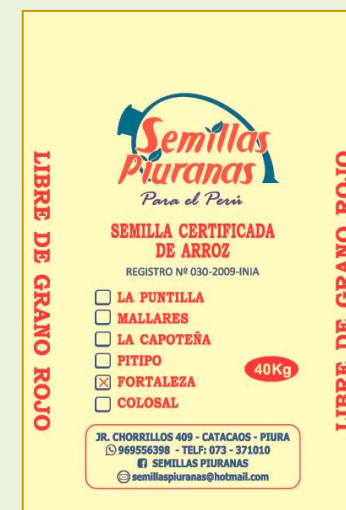 LIBRE DE GRANO ROJO
Semillas
Piuranas
Para el Perú
SEMILLA CERTIFICADA
DE ARROZ
REGISTRO Nº 030-2009-INIA
LA PUNTILLA
MALLARES
LA CAPOTEÑA
PITIPO
FORTALEZA
COLOSAL
40Kg
JR. CHORRILLOS 409 - CATACAOS - PIURA
969556398 - TELF: 073 - 371010
SEMILLAS PIURANAS
semillaspiuranas@hotmail.com
LIBRE DE GRANO ROJO